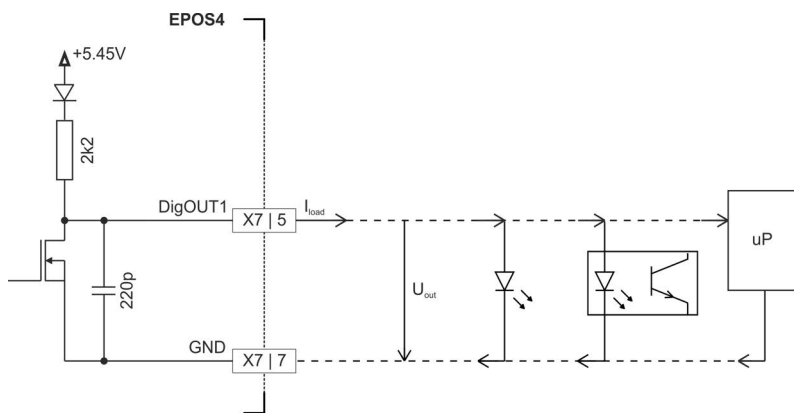 EPOS4
+5.45V
2k2
DigOUT1
X7 | 5
Iload
uP
Uout
220p
GND
X7 | 7